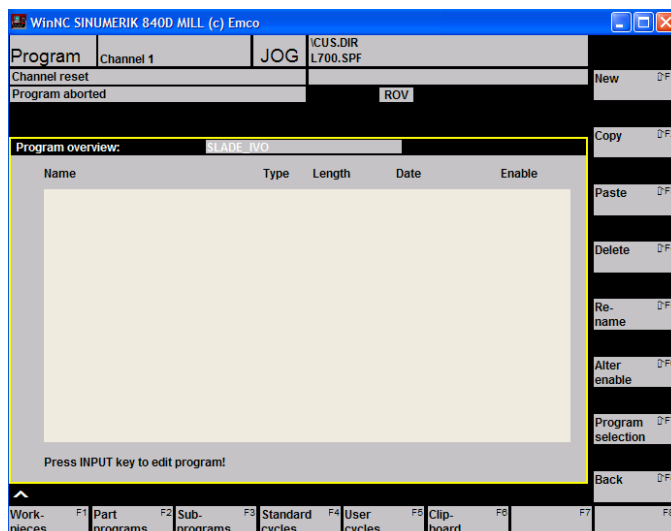 WinNC SINUMERIK 840D MILL (c) Emco
Program Channel 1 JOG \CUS.DIR
L700.SPF
Channel reset
Program aborted ROV
New
Copy
Program overview: SLADE_IVO
Name Type Length Date Enable
Paste
Delete
Re-
name
Alter
enable
Program
selection
Press INPUT key to edit program!
Back
Work-
pieces F1 Part
programs F2 Sub-
programs F3 Standard
cycles F4 User
cycles F5 Clip-
board F6 F7 F8